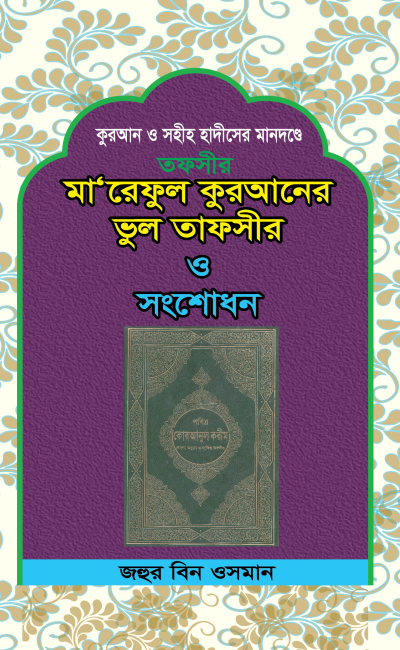 কুরআন ও সহীহ হাদীসের মানদণ্ডে
তফসীর
মা‘রেফুল কুরআনের
ভুল তাফসীর
ও
সংশোধন
পবিত্র
কোরআনুল করীম
জহুর বিন ওসমান